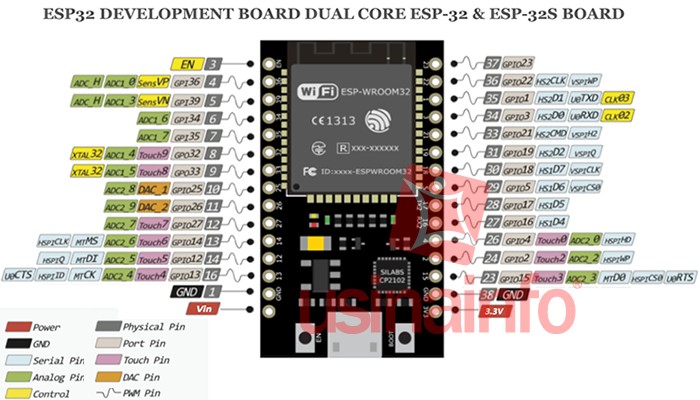 ESP32 DEVELOPMENT BOARD DUAL CORE ESP-32 & ESP-32S BOARD
EN 3
ADC_H ADC1_0 SensVP GPI36 4
ADC_H ADC1_3 SensVN GPI39 5
ADC1_6 GPI34 6
ADC1_7 GPI35 7
XTAL32 ADC1_4 Touch9 GPO32 8
XTAL32 ADC1_5 Touch8 GPO33 9
ADC2_8 DAC_1 GPIO25 10
ADC2_9 DAC_2 GPIO26 11
ADC2_7 Touch7 GPIO27 12
HSPICLK MTMS ADC2_6 Touch6 GPIO14 13
HSPIQ MTDI ADC2_5 Touch5 GPIO12 14
U0CTS HSPIID MTCK ADC2_4 Touch4 GPIO13 16
GND 1
Vin
WiFi ESP-WROOM32
CE1313
R xxx-xxxxxx
FC ID:xxxx-ESPWROOM32
SILABS
CP2102
EN
BOOT
37 GPIO23
36 GPIO22 HS2CLK VSPIWP
35 GPIO1 HS2D1 U0TXD CLK03
34 GPIO3 HS2D0 U0RXD CLK02
33 GPIO21 HS2CMD VSPIH2
31 GPIO19 HS2D2 VSPIQ
30 GPIO18 HS1D7 VSPICLK
29 GPIO5 HS1D6 VSPICS0
28 GPIO17 HS1D5
27 GPIO16 HS1D4
26 GPIO4 Touch0 ADC2_0 HSPIHD
24 GPIO2 Touch2 ADC2_2 HSPIWP
23 GPIO15 Touch3 ADC2_3 MTD0 HSPICS0 U0RTS
38 GND
3.3V
usinainfo®
Power
GND
Serial Pin
Analog Pin
Control
Physical Pin
Port Pin
Touch Pin
DAC Pin
PWM Pin